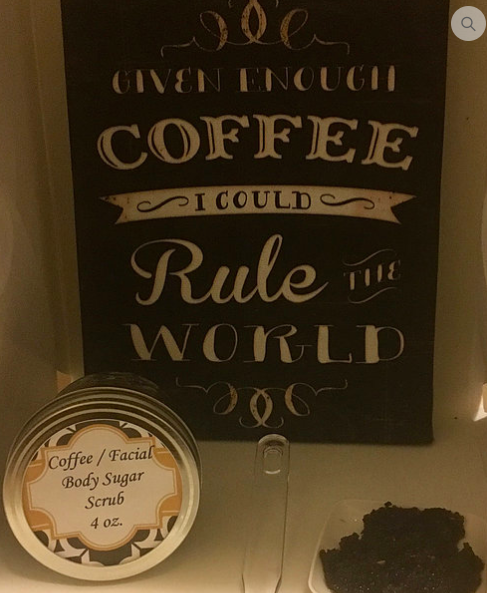 GIVEN ENOUGH
COFFEE
I COULD
Rule THE
WORLD
Coffee / Facial
Body Sugar
Scrub
4 oz.